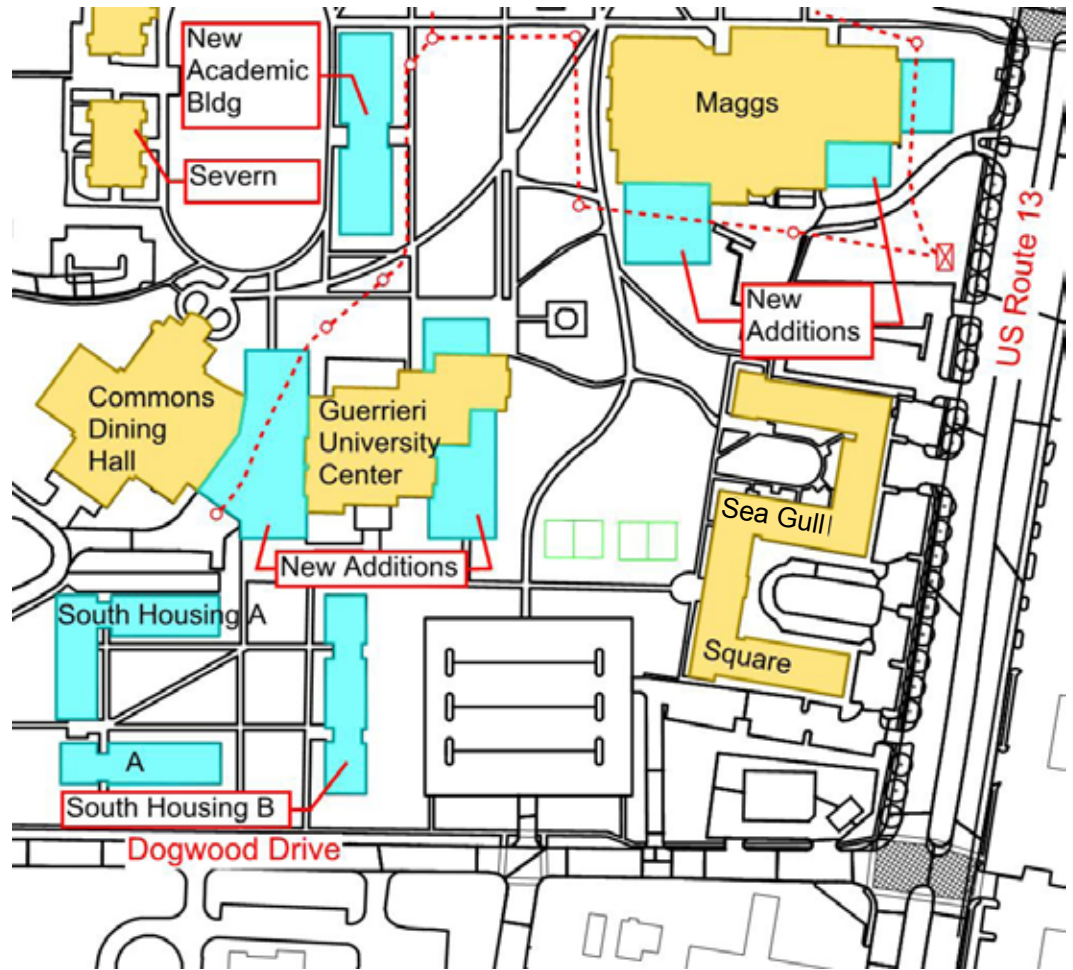 New
Academic
Bldg
Maggs
Severn
US Route 13
New
Additions
Commons
Dining
Hall
Guerrieri
University
Center
Sea Gull
New Additions
South Housing A
Square
A
South Housing B
Dogwood Drive